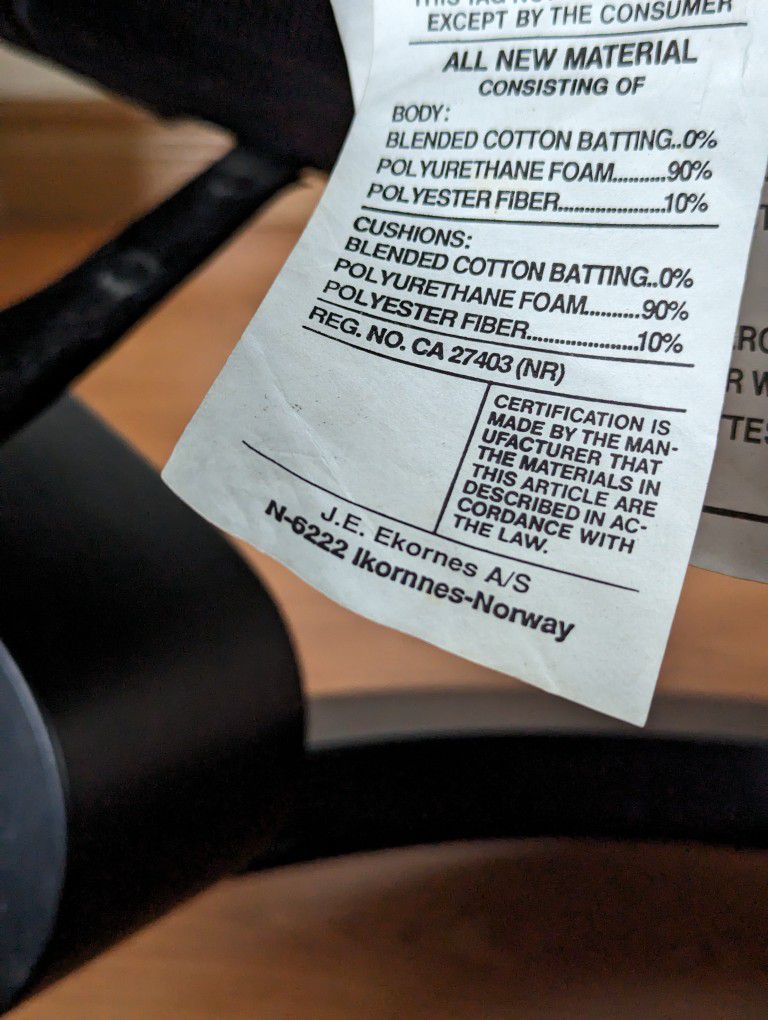 THIS TAG NOT
EXCEPT BY THE CONSUMER
ALL NEW MATERIAL
CONSISTING OF
BODY:
BLENDED COTTON BATTING..0%
POLYURETHANE FOAM..........90%
POLYESTER FIBER.....................10%
CUSHIONS:
BLENDED COTTON BATTING..0%
POLYURETHANE FOAM..........90%
POLYESTER FIBER.....................10%
REG. NO. CA 27403 (NR)
CERTIFICATION IS
MADE BY THE MAN-
UFACTURER THAT
THE MATERIALS IN
THIS ARTICLE ARE
DESCRIBED IN AC-
CORDANCE WITH
THE LAW.
J.E. Ekornes A/S
N-6222 Ikornnes-Norway